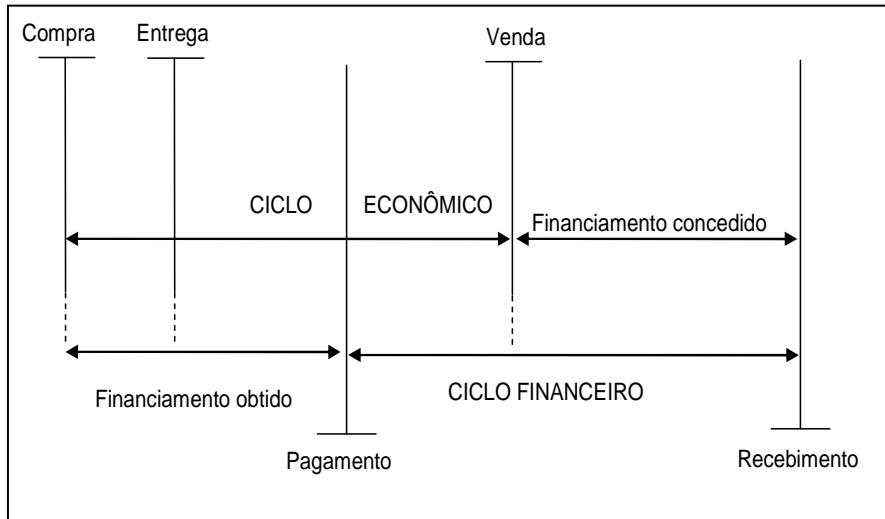 Compra Entrega Venda
CICLO ECONÔMICO
Financiamento concedido
Financiamento obtido
CICLO FINANCEIRO
Pagamento
Recebimento